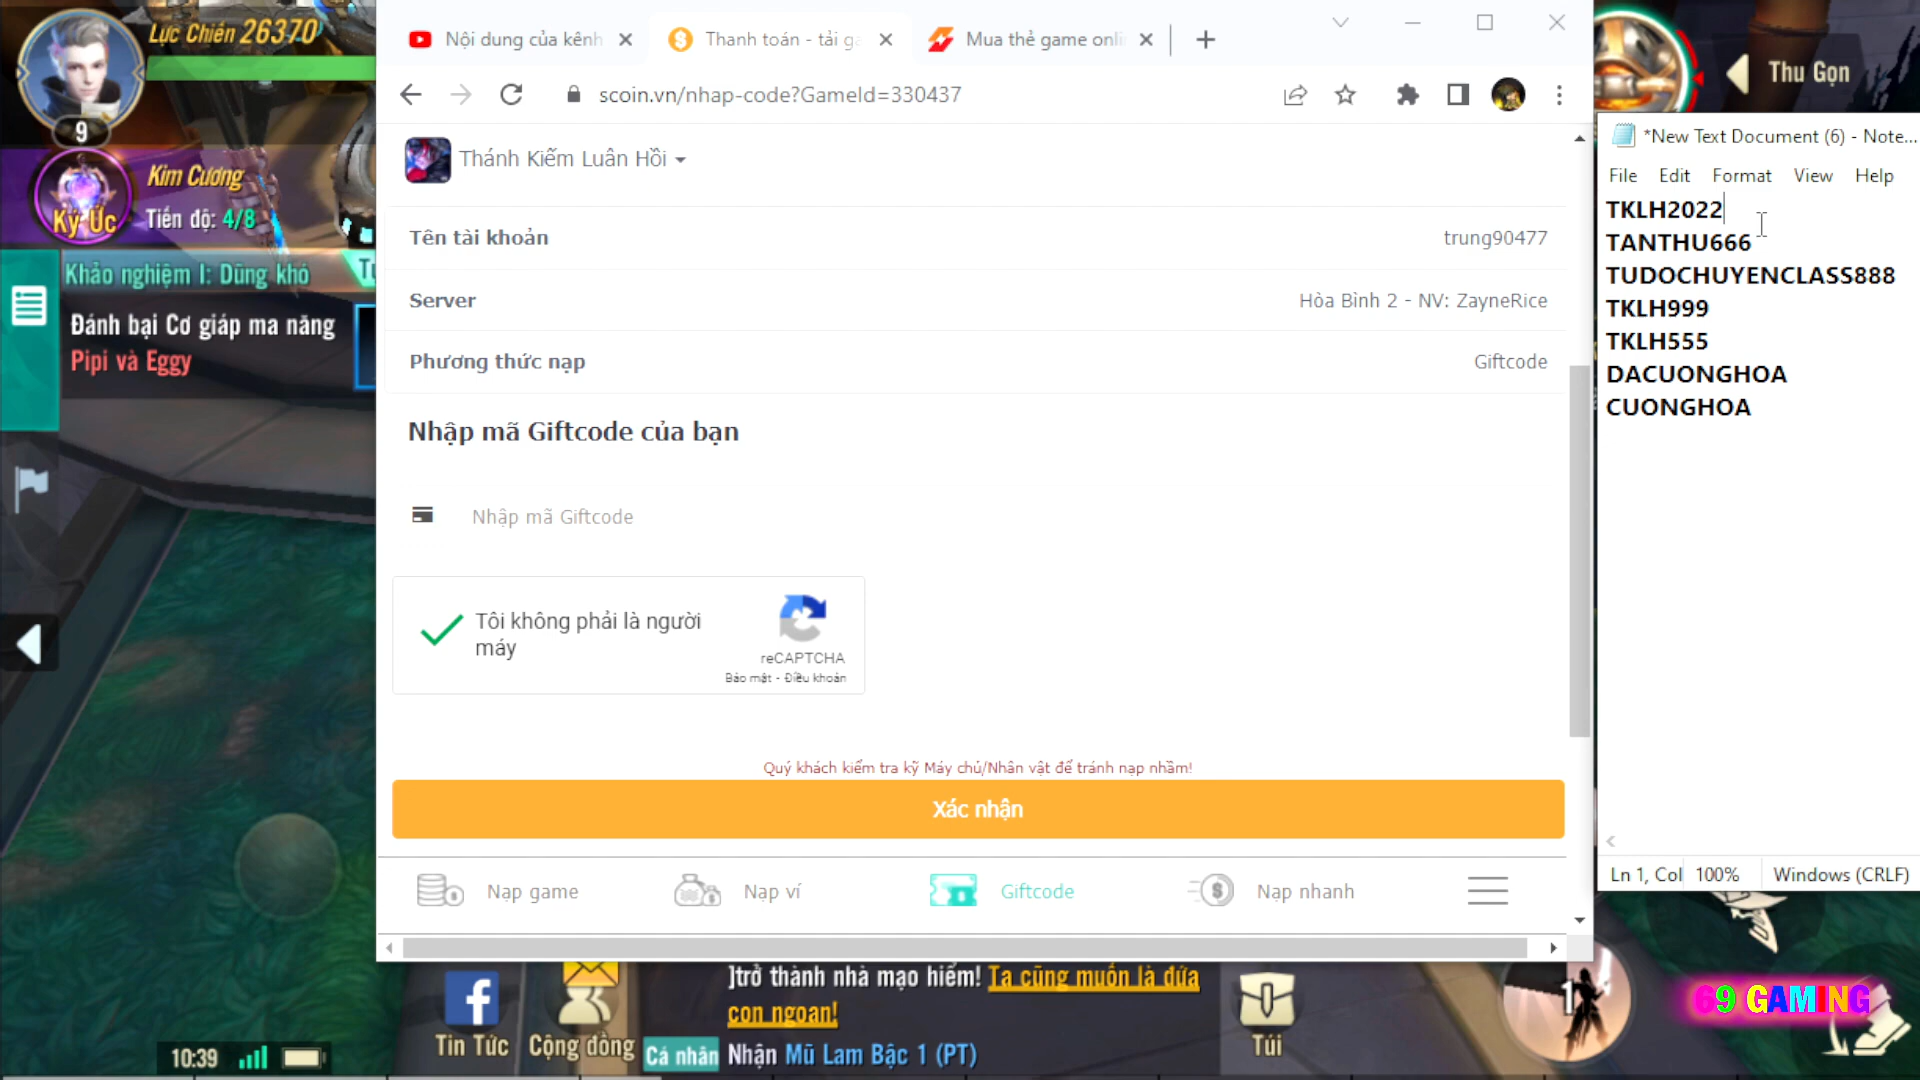 Lực Chiến 26370
9
Kim Cương
Ký Ức
Tiến độ: 4/8
Khảo nghiệm I: Dũng khó
Đánh bại Cơ giáp ma năng
Pipi và Eggy
10:39
Nội dung của kênh
Thanh toán - tải ga
Mua thẻ game onli
scoin.vn/nhap-code?GameId=330437
Thánh Kiếm Luân Hồi
Tên tài khoản
trung90477
Server
Hòa Bình 2 - NV: ZayneRice
Phương thức nạp
Giftcode
Nhập mã Giftcode của bạn
Nhập mã Giftcode
Tôi không phải là người
máy
reCAPTCHA
Bảo mật - Điều khoản
Quý khách kiểm tra kỹ Máy chủ/Nhân vật để tránh nạp nhầm!
Xác nhận
Nạp game
Nạp ví
Giftcode
Nạp nhanh
Thu Gọn
*New Text Document (6) - Note...
File Edit Format View Help
TKLH2022
TANTHU666
TUDOCHUYENCLASS888
TKLH999
TKLH555
DACUONGHOA
CUONGHOA
Ln 1, Col
100%
Windows (CRLF)
Tin Tức
Cộng đồng
]trở thành nhà mạo hiểm! Ta cũng muốn là đứa
con ngoan!
Cá nhân
Nhận Mũ Lam Bậc 1 (PT)
Túi
1
69 GAMING